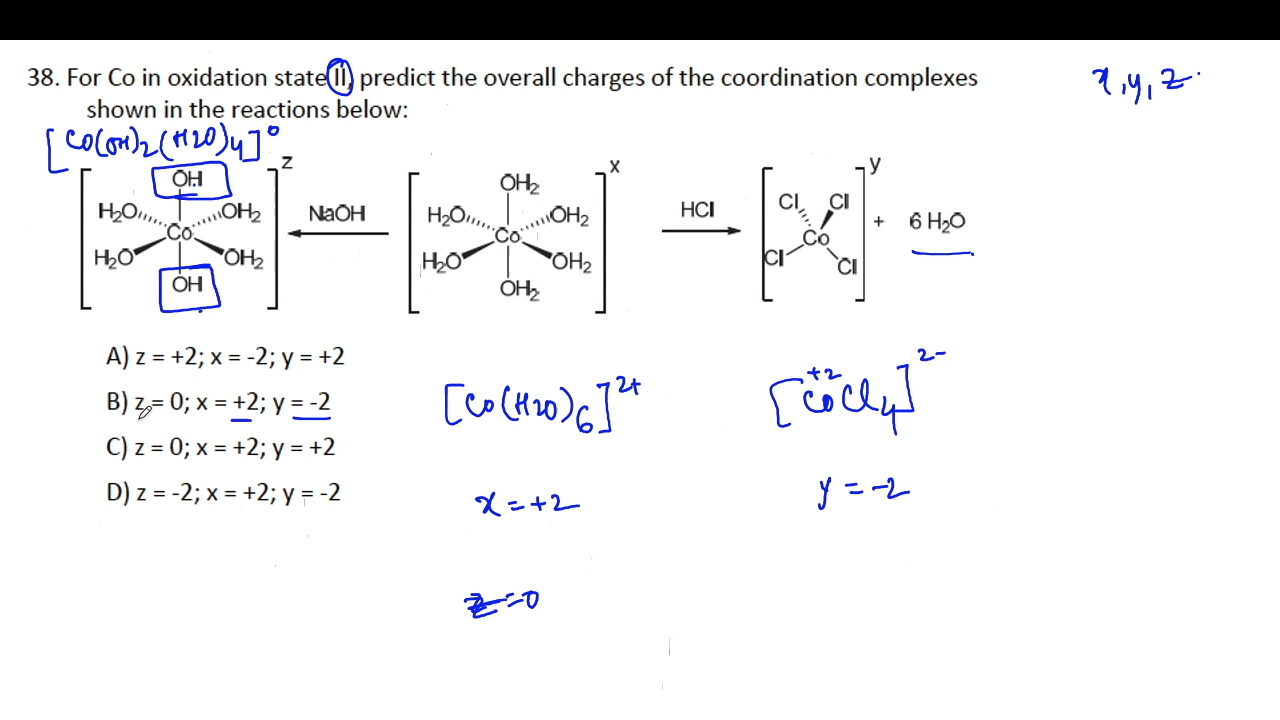 38. For Co in oxidation state II, predict the overall charges of the coordination complexes
shown in the reactions below:
x, y, z.
[Co(OH)2(H2O)4]0
z
OH
H2O OH2
Co
H2O OH2
OH
NaOH
x
OH2
H2O OH2
Co
H2O OH2
OH2
HCl
y
Cl Cl
Co
Cl Cl
+ 6 H2O
A) z = +2; x = -2; y = +2
B) z = 0; x = +2; y = -2
C) z = 0; x = +2; y = +2
D) z = -2; x = +2; y = -2
[Co(H2O)6]2+
x = +2
z = 0
+2
[CoCl4]2-
y = -2